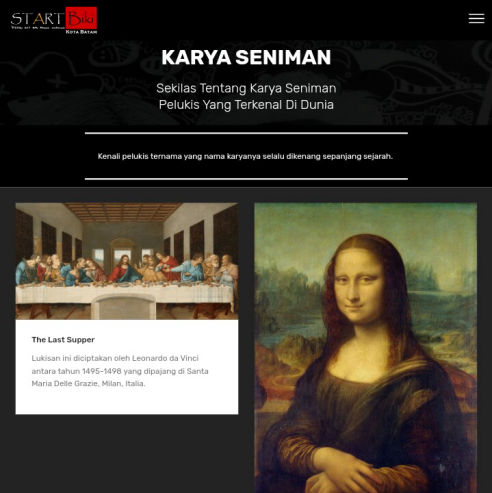 START Biki
KOTA BATAM
KARYA SENIMAN
Sekilas Tentang Karya Seniman
Pelukis Yang Terkenal Di Dunia
Kenali pelukis ternama yang nama karyanya selalu dikenang sepanjang sejarah.
The Last Supper
Lukisan ini diciptakan oleh Leonardo da Vinci
antara tahun 1495-1498 yang dipajang di Santa
Maria Delle Grazie, Milan, Italia.